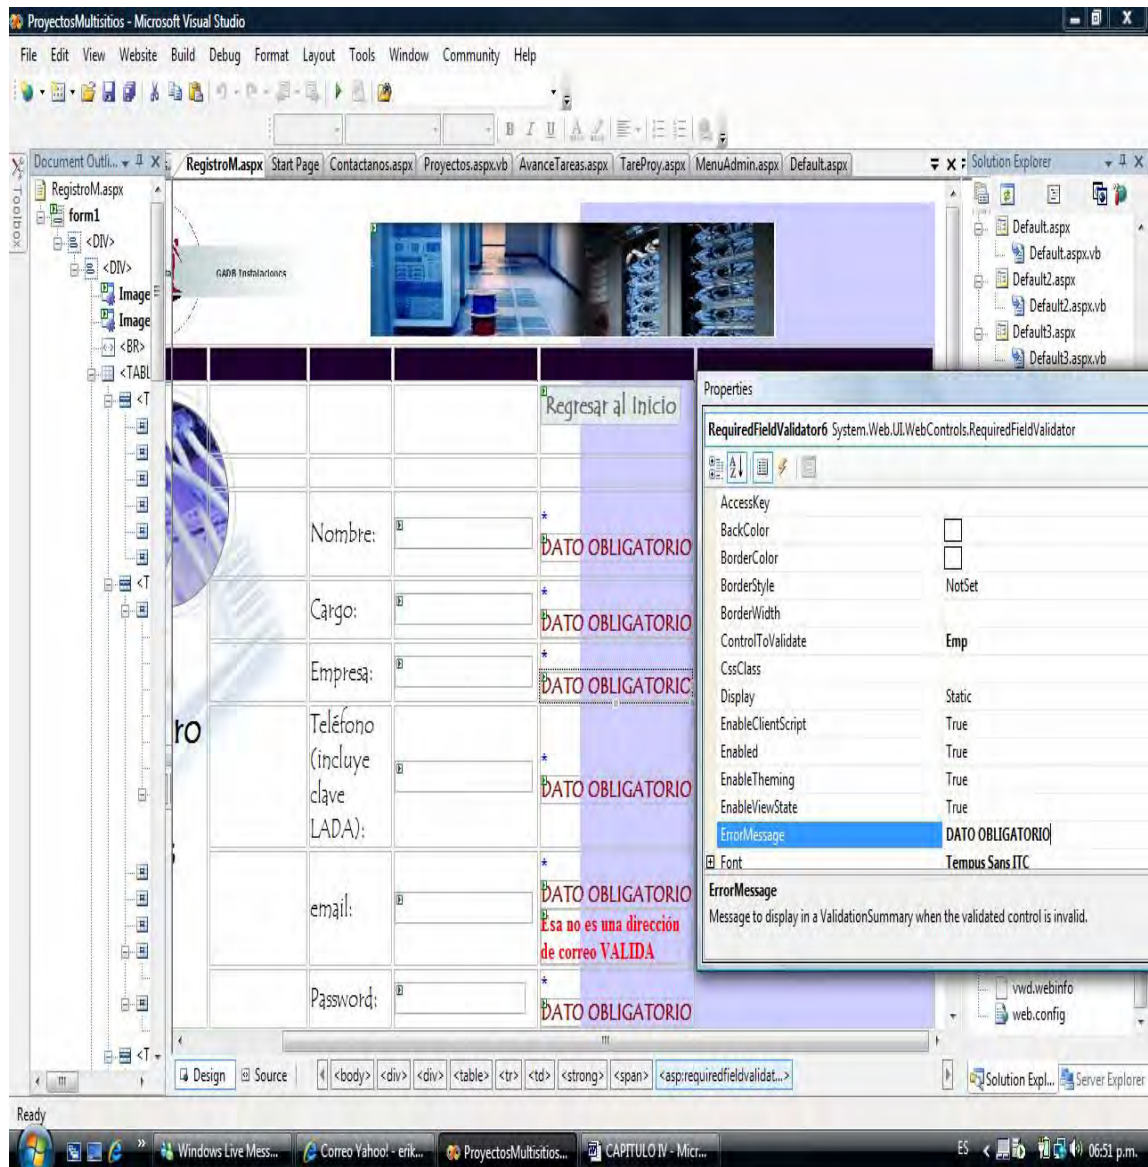 ProyectosMultisitios - Microsoft Visual Studio
File Edit View Website Build Debug Format Layout Tools Window Community Help
B I U
Document Outli...
RegistroM.aspx Start Page Contactanos.aspx Proyectos.aspx.vb AvanceTareas.aspx TareProy.aspx MenuAdmin.aspx Default.aspx
Solution Explorer
Toolbox
RegistroM.aspx
form1
<DIV>
<DIV>
Image
Image
<BR>
<TABL
<T
<T
<T
GADB Instalaciones
Regresar al Inicio
Nombre:
*
DATO OBLIGATORIO
Cargo:
*
DATO OBLIGATORIO
Empresa:
*
DATO OBLIGATORIO
ro
Teléfono
(incluye
clave
LADA):
*
DATO OBLIGATORIO
email:
*
DATO OBLIGATORIO
Esa no es una dirección
de correo VALIDA
Password:
*
DATO OBLIGATORIO
Default.aspx
Default.aspx.vb
Default2.aspx
Default2.aspx.vb
Default3.aspx
Default3.aspx.vb
Properties
RequiredFieldValidator6 System.Web.UI.WebControls.RequiredFieldValidator
AccessKey
BackColor
BorderColor
BorderStyle NotSet
BorderWidth
ControlToValidate Emp
CssClass
Display Static
EnableClientScript True
Enabled True
EnableTheming True
EnableViewState True
ErrorMessage DATO OBLIGATORIO
Font Tempus Sans ITC
ErrorMessage
Message to display in a ValidationSummary when the validated control is invalid.
vwd.webinfo
web.config
Design Source <body> <div> <div> <table> <tr> <td> <strong> <span> <asp:requiredfieldvalidat...>
Solution Expl... Server Explorer
Ready
Windows Live Mess... Correo Yahoo! - erik... ProyectosMultisitios... CAPITULO IV - Micr... ES 06:51 p.m.